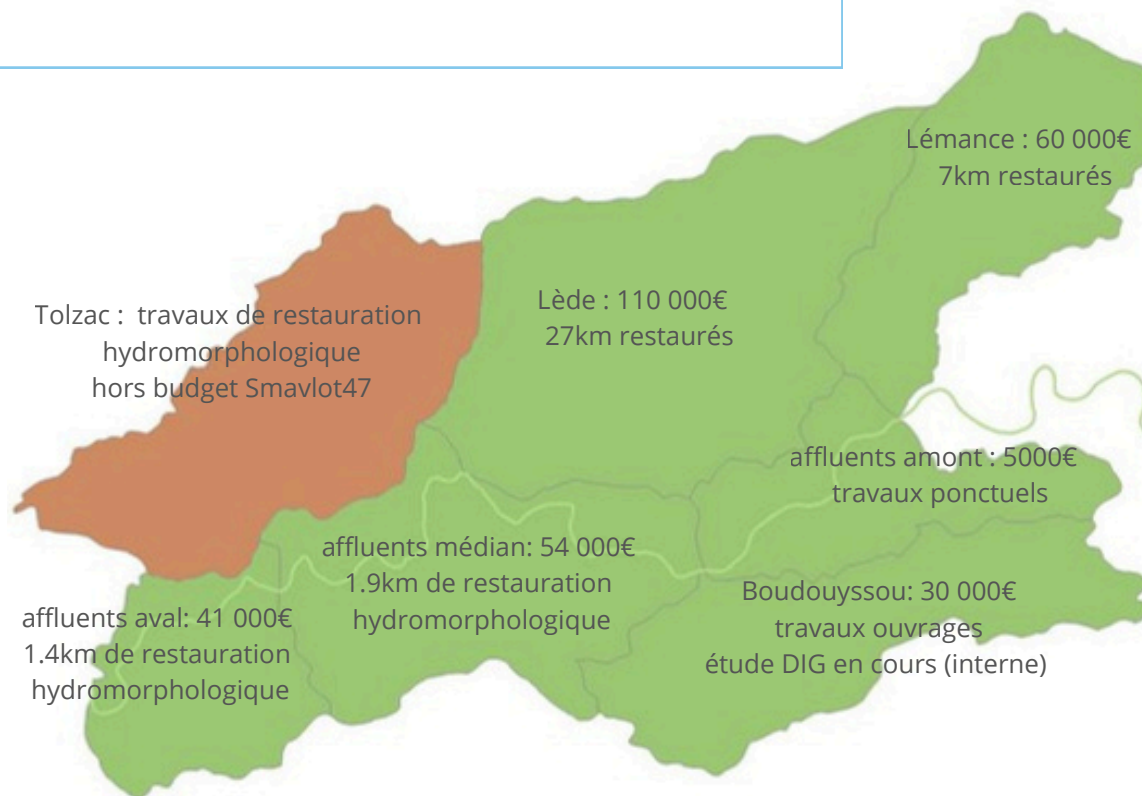 Lémance : 60 000€
7km restaurés
Lède : 110 000€
27km restaurés
Tolzac : travaux de restauration
hydromorphologique
hors budget Smavlot47
affluents amont : 5000€
travaux ponctuels
affluents médian: 54 000€
1.9km de restauration
hydromorphologique
Boudouyssou: 30 000€
travaux ouvrages
étude DIG en cours (interne)
affluents aval: 41 000€
1.4km de restauration
hydromorphologique